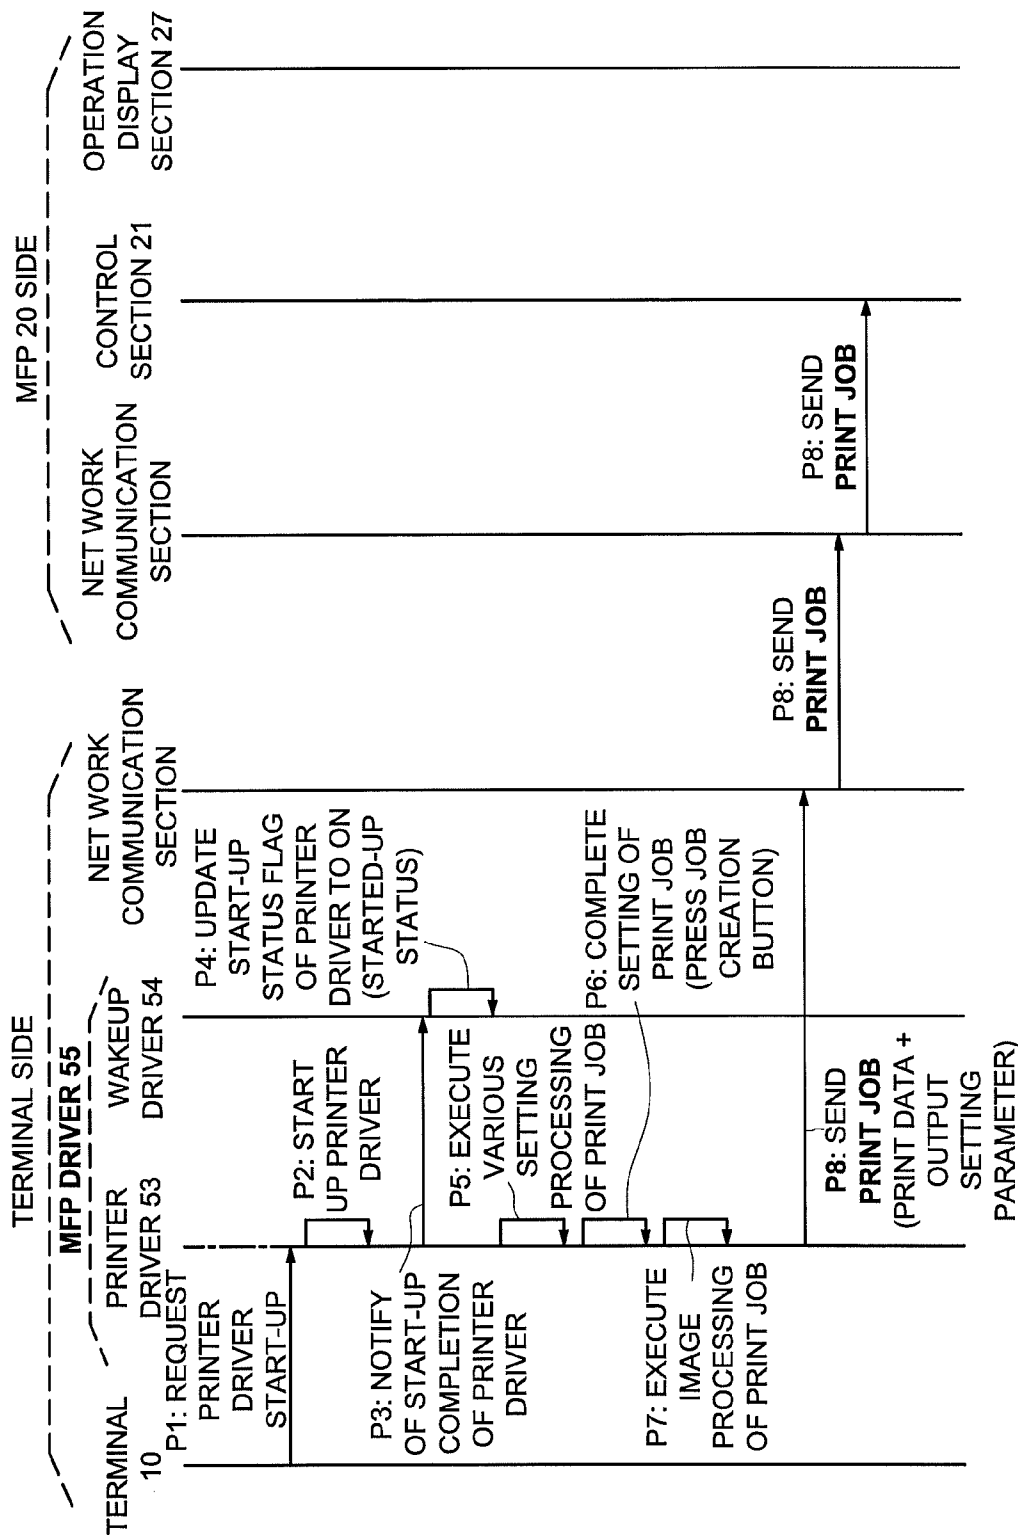 TERMINAL SIDE
MFP 20 SIDE
MFP DRIVER 55
TERMINAL
10
PRINTER
DRIVER 53
WAKEUP
DRIVER 54
NET WORK
COMMUNICATION
SECTION
NET WORK
COMMUNICATION
SECTION
CONTROL
SECTION 21
OPERATION
DISPLAY
SECTION 27
P1: REQUEST
PRINTER
DRIVER
START-UP
P2: START
UP PRINTER
DRIVER
P3: NOTIFY
OF START-UP
COMPLETION
OF PRINTER
DRIVER
P4: UPDATE
START-UP
STATUS FLAG
OF PRINTER
DRIVER TO ON
(STARTED-UP
STATUS)
P5: EXECUTE
VARIOUS
SETTING
PROCESSING
OF PRINT JOB
P6: COMPLETE
SETTING OF
PRINT JOB
(PRESS JOB
CREATION
BUTTON)
P7: EXECUTE
IMAGE
PROCESSING
OF PRINT JOB
P8: SEND
PRINT JOB
(PRINT DATA +
OUTPUT
SETTING
PARAMETER)
P8: SEND
PRINT JOB
P8: SEND
PRINT JOB